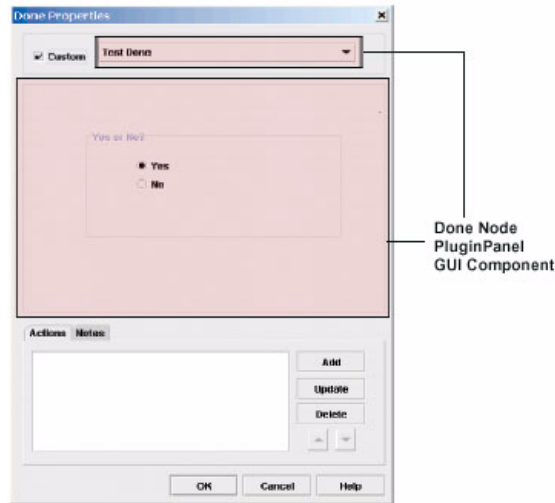 Done Properties
Custom
Test Done
Yes or No?
Yes
No
Done Node
PluginPanel
GUI Component
Actions Notes
Add
Update
Delete
OK Cancel Help